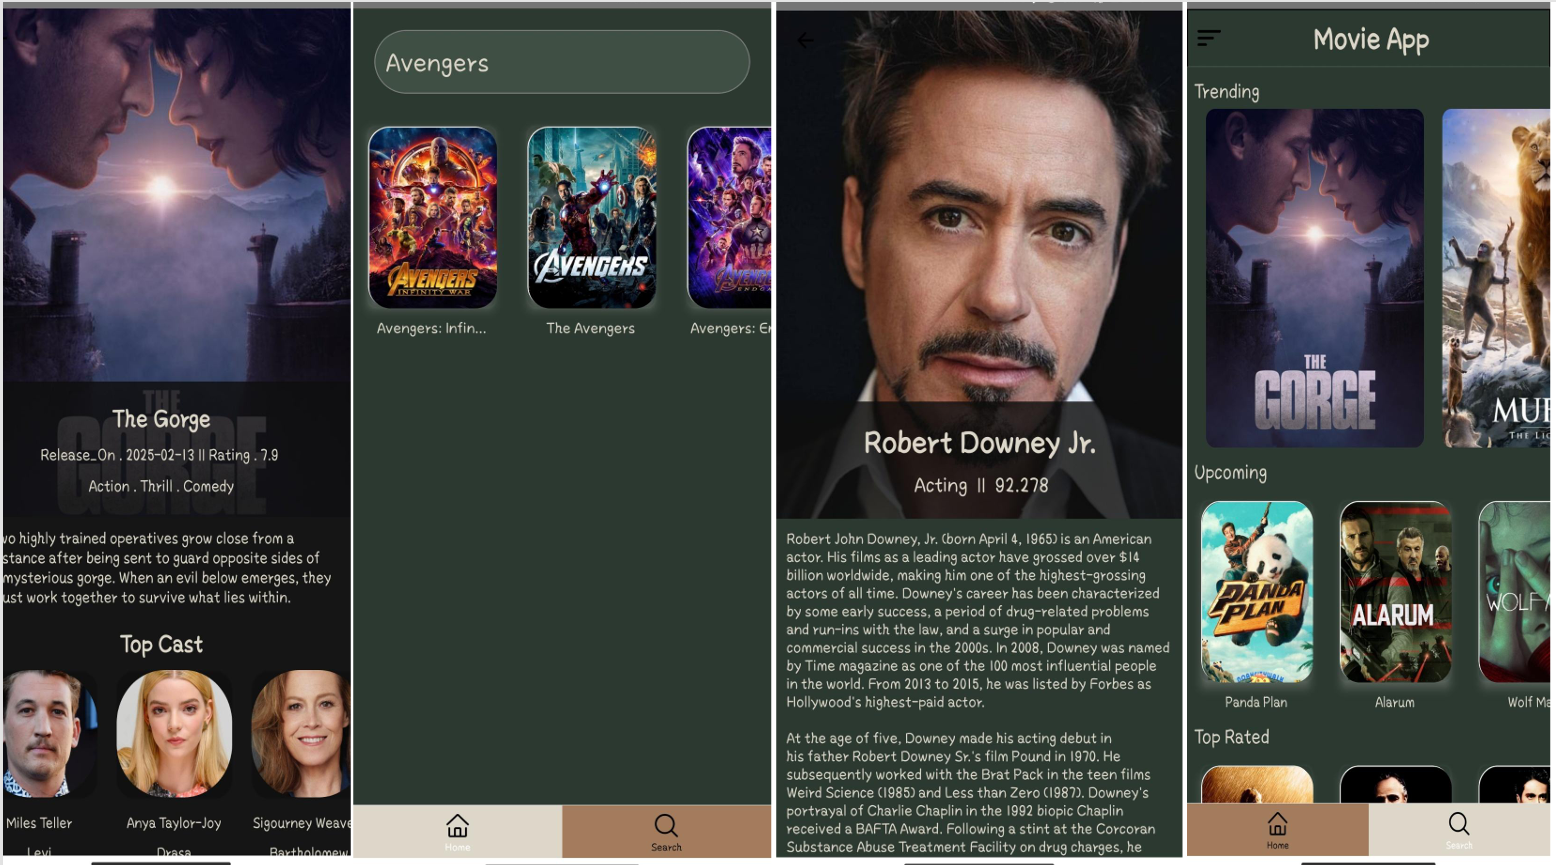 THE
GORGE
The Gorge
Release_On . 2025-02-13 || Rating . 7.9
Action . Thrill . Comedy
highly trained operatives grow close from a
after being sent to guard opposite sides of
mysterious gorge. When an evil below emerges, they
work together to survive what lies within.
Top Cast
Miles Teller
Anya Taylor-Joy
Sigourney Weave
Levi
Drasa
Bartholomew
Avengers
AVENGERS
INFINITY WAR
AVENGERS
AVENGERS
ENDG
Avengers: Infin...
The Avengers
Avengers: E
Home
Search
Robert Downey Jr.
Acting || 92.278
Robert John Downey, Jr. (born April 4, 1965) is an American
actor. His films as a leading actor have grossed over $14
billion worldwide, making him one of the highest-grossing
actors of all time. Downey's career has been characterized
by some early success, a period of drug-related problems
and run-ins with the law, and a surge in popular and
commercial success in the 2000s. In 2008, Downey was named
by Time magazine as one of the 100 most influential people
in the world. From 2013 to 2015, he was listed by Forbes as
Hollywood's highest-paid actor.
At the age of five, Downey made his acting debut in
his father Robert Downey Sr.'s film Pound in 1970. He
subsequently worked with the Brat Pack in the teen films
Weird Science (1985) and Less than Zero (1987). Downey's
portrayal of Charlie Chaplin in the 1992 biopic Chaplin
received a BAFTA Award. Following a stint at the Corcoran
Substance Abuse Treatment Facility on drug charges, he
Movie App
Trending
THE
GORGE
MUF
THE LIO
Upcoming
PANDA
PLAN
ALARUM
WOLF
Panda Plan
Alarum
Wolf Ma
Top Rated
Home
Search